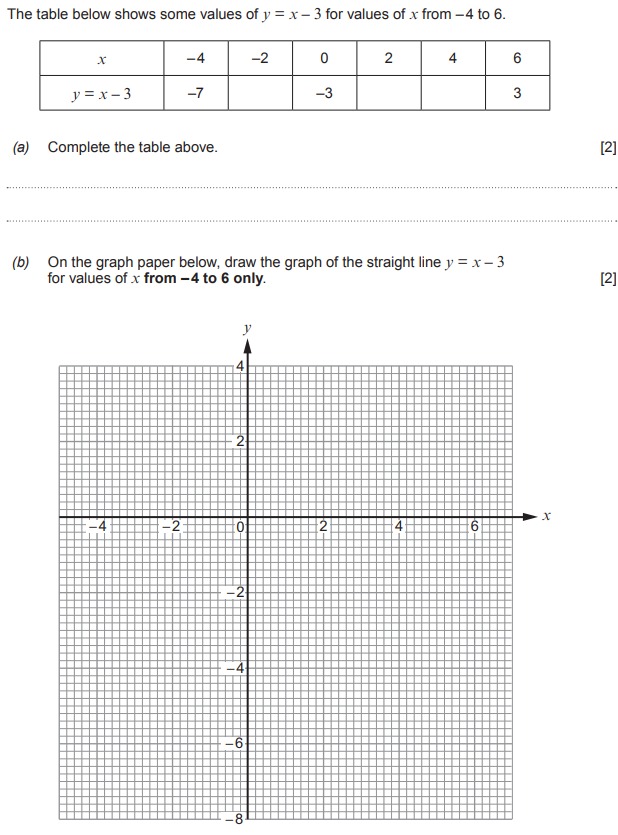 The table below shows some values of y = x – 3 for values of x from –4 to 6.
x –4 –2 0 2 4 6
y = x – 3 –7 –3 3
(a) Complete the table above. [2]
(b) On the graph paper below, draw the graph of the straight line y = x – 3
for values of x from –4 to 6 only. [2]
y
4
2
–4 –2 0 2 4 6 x
–2
–4
–6
–8